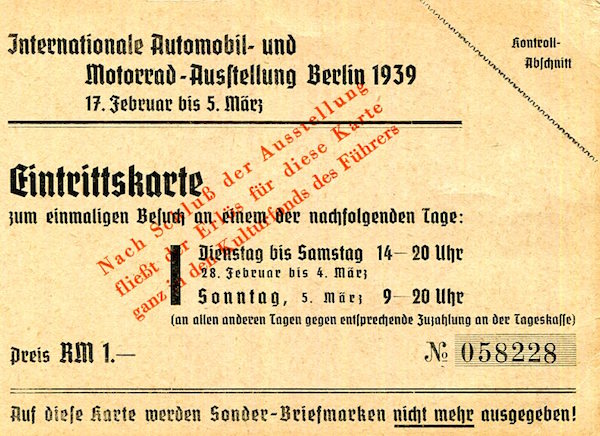 Internationale Automobil- und
Motorrad-Ausstellung Berlin 1939
17. Februar bis 5. März
Kontroll-
Abschnitt
Nach Schluß der Ausstellung
fließt der Erlös für diese Karte
ganz in den Kulturfonds des Führers
Eintrittskarte
zum einmaligen Besuch an einem der nachfolgenden Tage:
Dienstag bis Samstag 14—20 Uhr
28. Februar bis 4. März
Sonntag, 5. März 9—20 Uhr
(an allen anderen Tagen gegen entsprechende Zuzahlung an der Tageskasse)
Preis RM 1.—
№ 058228
Auf diese Karte werden Sonder-Briefmarken nicht mehr ausgegeben!